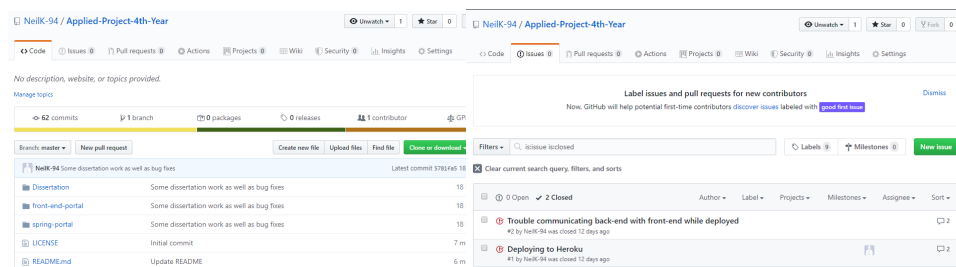 NeilK-94 / Applied-Project-4th-Year
Unwatch 1 Star 0
Code Issues 0 Pull requests 0 Actions Projects 0 Wiki Security 0 Insights Settings
No description, website, or topics provided.
Manage topics
62 commits 1 branch 0 packages 0 releases 1 contributor GP
Branch: master New pull request Create new file Upload files Find file Clone or download
NeilK-94 Some dissertation work as well as bug fixes Latest commit 5781fa5 18
Dissertation Some dissertation work as well as bug fixes 18
front-end-portal Some dissertation work as well as bug fixes 18
spring-portal Some dissertation work as well as bug fixes 18
LICENSE Initial commit 7 m
README.md Update README 6 m
NeilK-94 / Applied-Project-4th-Year
Unwatch 1 Star 0 Fork 0
Code Issues 0 Pull requests 0 Actions Projects 0 Wiki Security 0 Insights Settings
Label issues and pull requests for new contributors Dismiss
Now, GitHub will help potential first-time contributors discover issues labeled with good first issue
Filters is:issue is:closed Labels 9 Milestones 0 New issue
Clear current search query, filters, and sorts
0 Open 2 Closed Author Label Projects Milestones Assignee Sort
Trouble communicating back-end with front-end while deployed 2
#2 by NeilK-94 was closed 12 days ago
Deploying to Heroku 2
#1 by NeilK-94 was closed 12 days ago